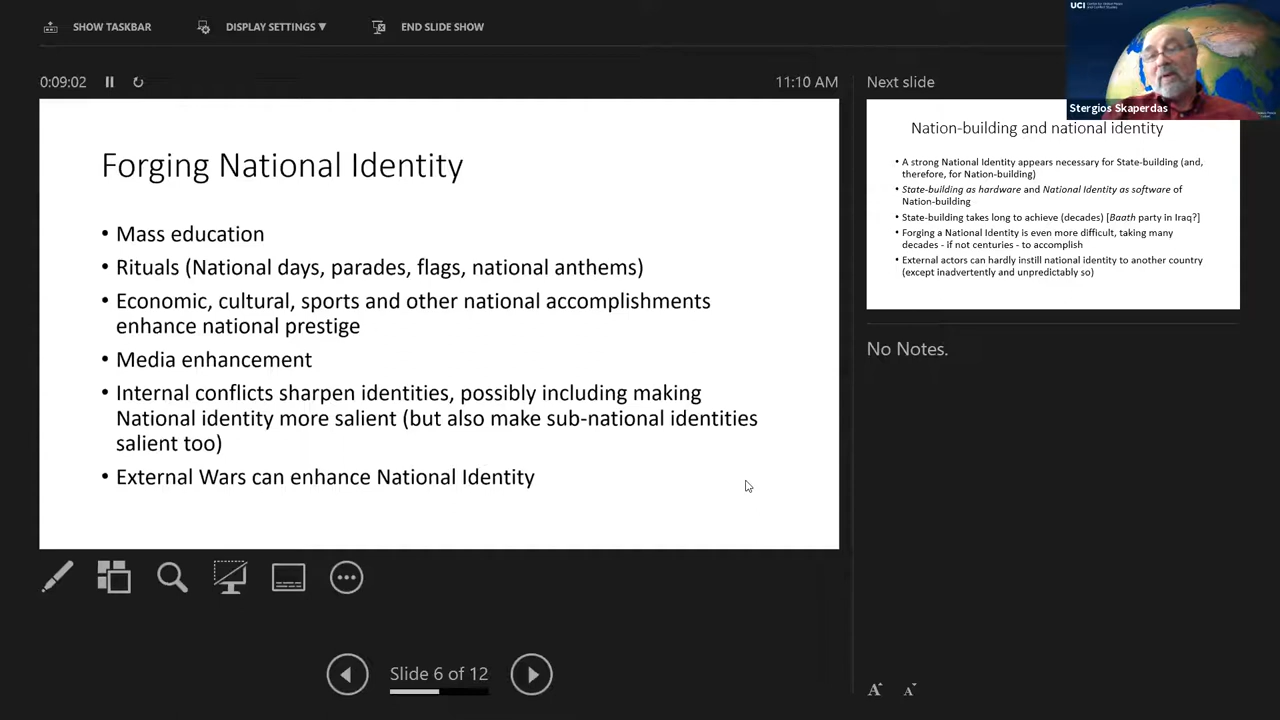 SHOW TASKBAR
DISPLAY SETTINGS ▼
END SLIDE SHOW
0:09:02
11:10 AM
Forging National Identity
• Mass education
• Rituals (National days, parades, flags, national anthems)
• Economic, cultural, sports and other national accomplishments
enhance national prestige
• Media enhancement
• Internal conflicts sharpen identities, possibly including making
National identity more salient (but also make sub-national identities
salient too)
• External Wars can enhance National Identity
Slide 6 of 12
Next slide
UCI
Stergios Skaperdas
Nation-building and national identity
• A strong National Identity appears necessary for State-building (and,
therefore, for Nation-building)
• State-building as hardware and National Identity as software of
Nation-building
• State-building takes long to achieve (decades) [Baath party in Iraq?]
• Forging a National Identity is even more difficult, taking many
decades - if not centuries - to accomplish
• External actors can hardly instill national identity to another country
(except inadvertently and unpredictably so)
No Notes.
A A